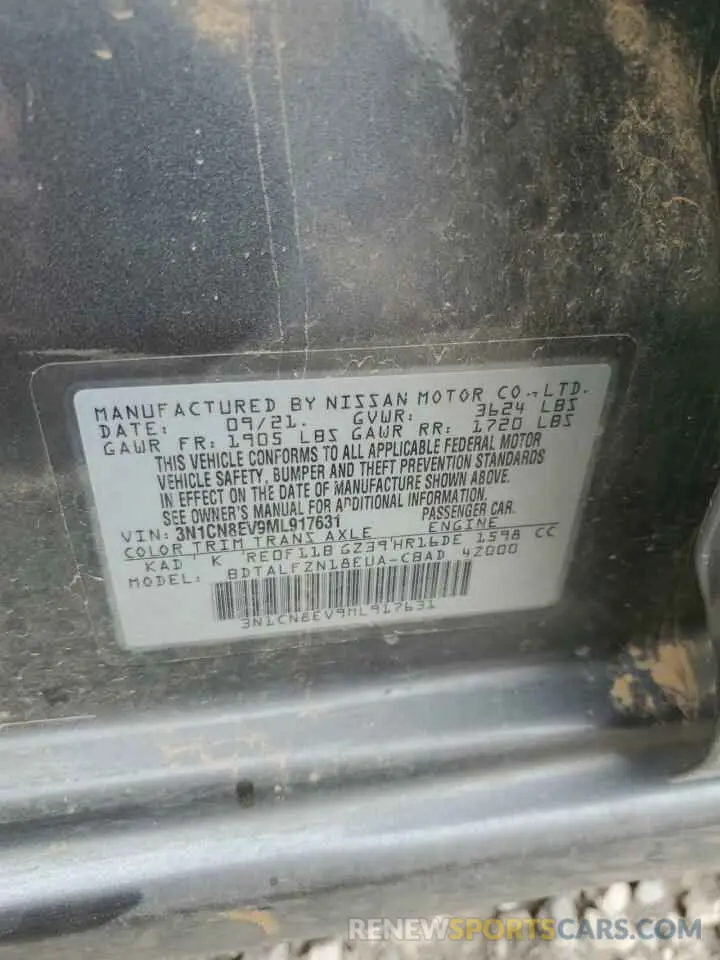 MANUFACTURED BY NISSAN MOTOR CO.,LTD.
DATE: 09/21. GVWR: 3624 LBS
GAWR FR: 1905 LBS GAWR RR: 1720 LBS
THIS VEHICLE CONFORMS TO ALL APPLICABLE FEDERAL MOTOR
VEHICLE SAFETY, BUMPER AND THEFT PREVENTION STANDARDS
IN EFFECT ON THE DATE OF MANUFACTURE SHOWN ABOVE.
SEE OWNER'S MANUAL FOR ADDITIONAL INFORMATION.
VIN: 3N1CN8EV9ML917631 PASSENGER CAR.
COLOR TRIM TRANS AXLE ENGINE
KAD K RE0F11B GZ39 HR16DE 1598 CC
MODEL: BDTALFZN18EUA-CBAD 42000
3N1CN8EV9ML917631
RENEWSPORTSCARS.COM